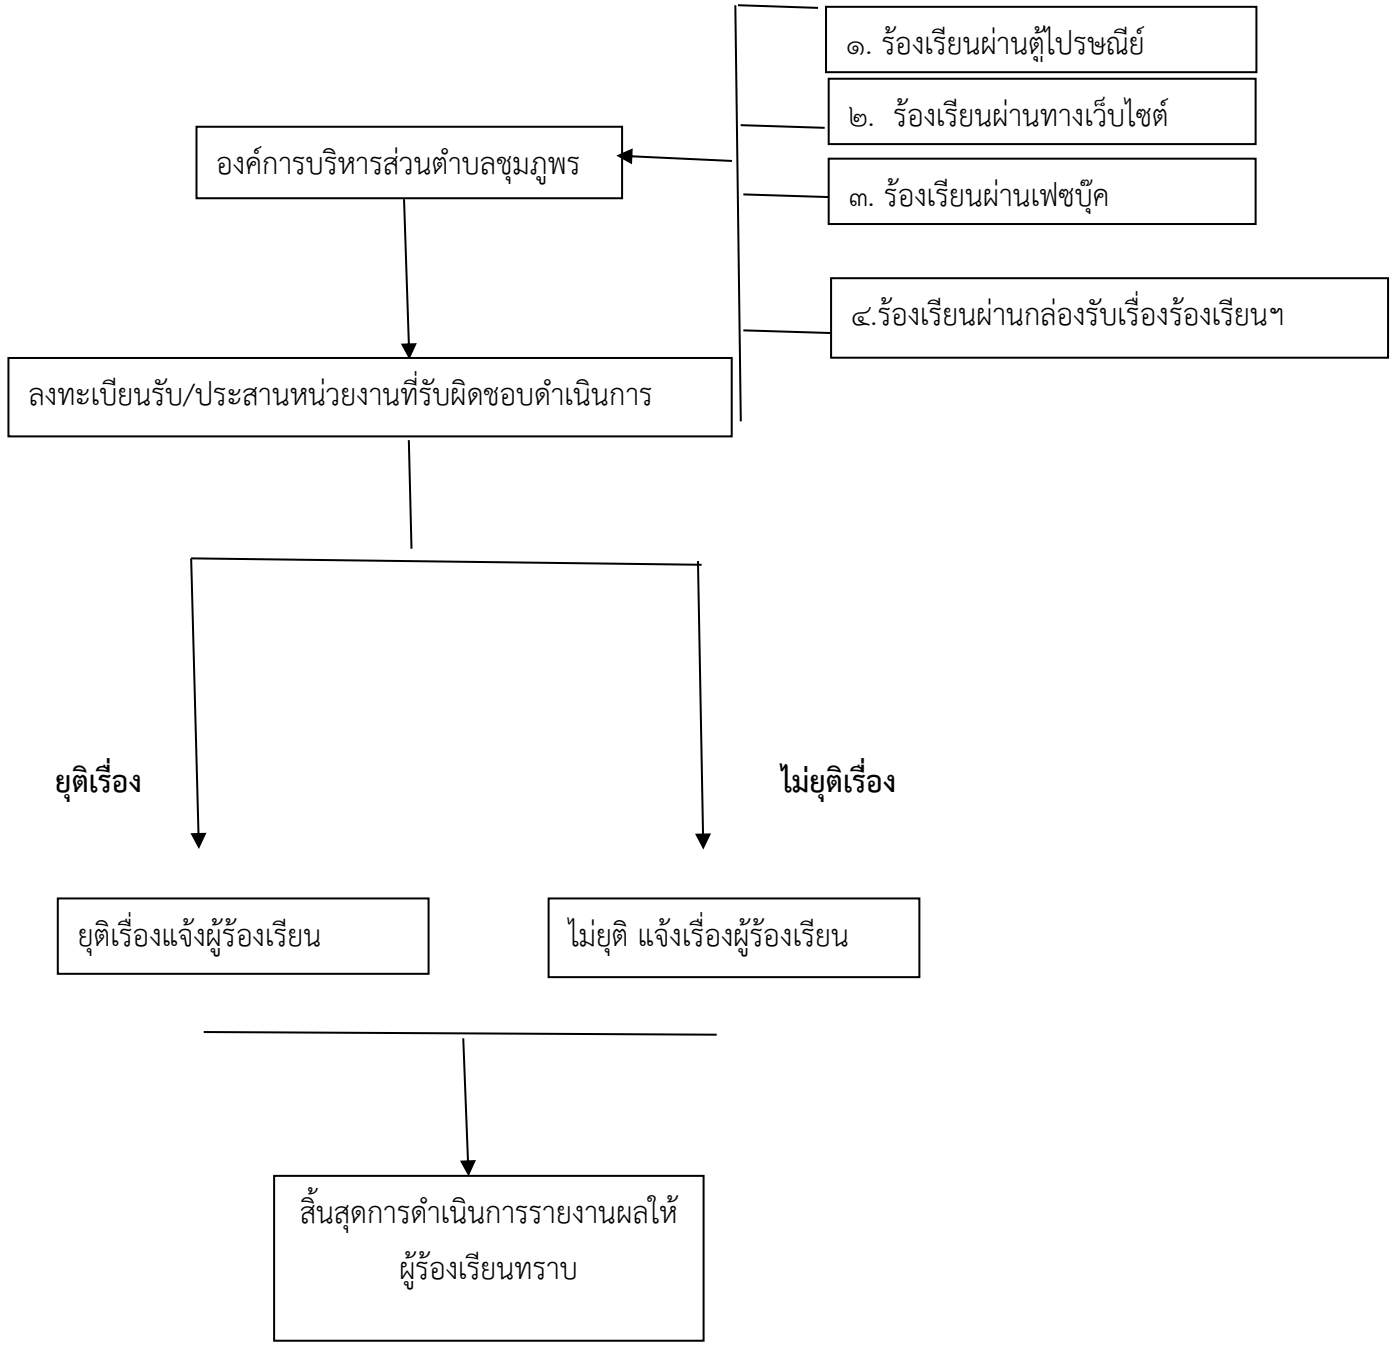 ๑. ร้องเรียนผ่านตู้ไปรษณีย์
๒. ร้องเรียนผ่านทางเว็บไซต์
องค์การบริหารส่วนตำบลชุมภูพร
๓. ร้องเรียนผ่านเฟซบุ๊ค
๔.ร้องเรียนผ่านกล่องรับเรื่องร้องเรียนฯ
ลงทะเบียนรับ/ประสานหน่วยงานที่รับผิดชอบดำเนินการ
ยุติเรื่อง
ไม่ยุติเรื่อง
ยุติเรื่องแจ้งผู้ร้องเรียน
ไม่ยุติ แจ้งเรื่องผู้ร้องเรียน
สิ้นสุดการดำเนินการรายงานผลให้
ผู้ร้องเรียนทราบ